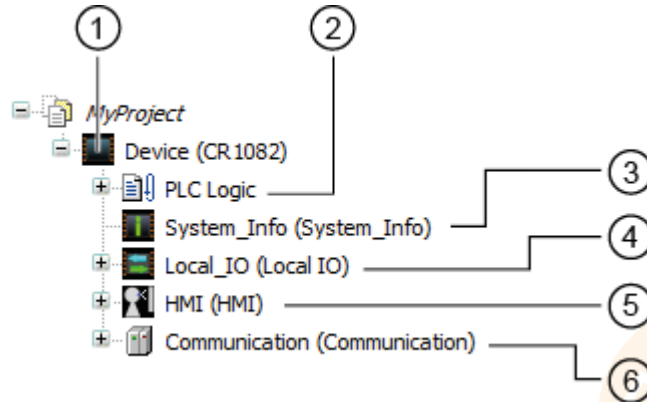 1 2
MyProject
Device (CR1082)
PLC Logic
3
System_Info (System_Info)
4
Local_IO (Local IO)
HMI (HMI) 5
Communication (Communication)
6